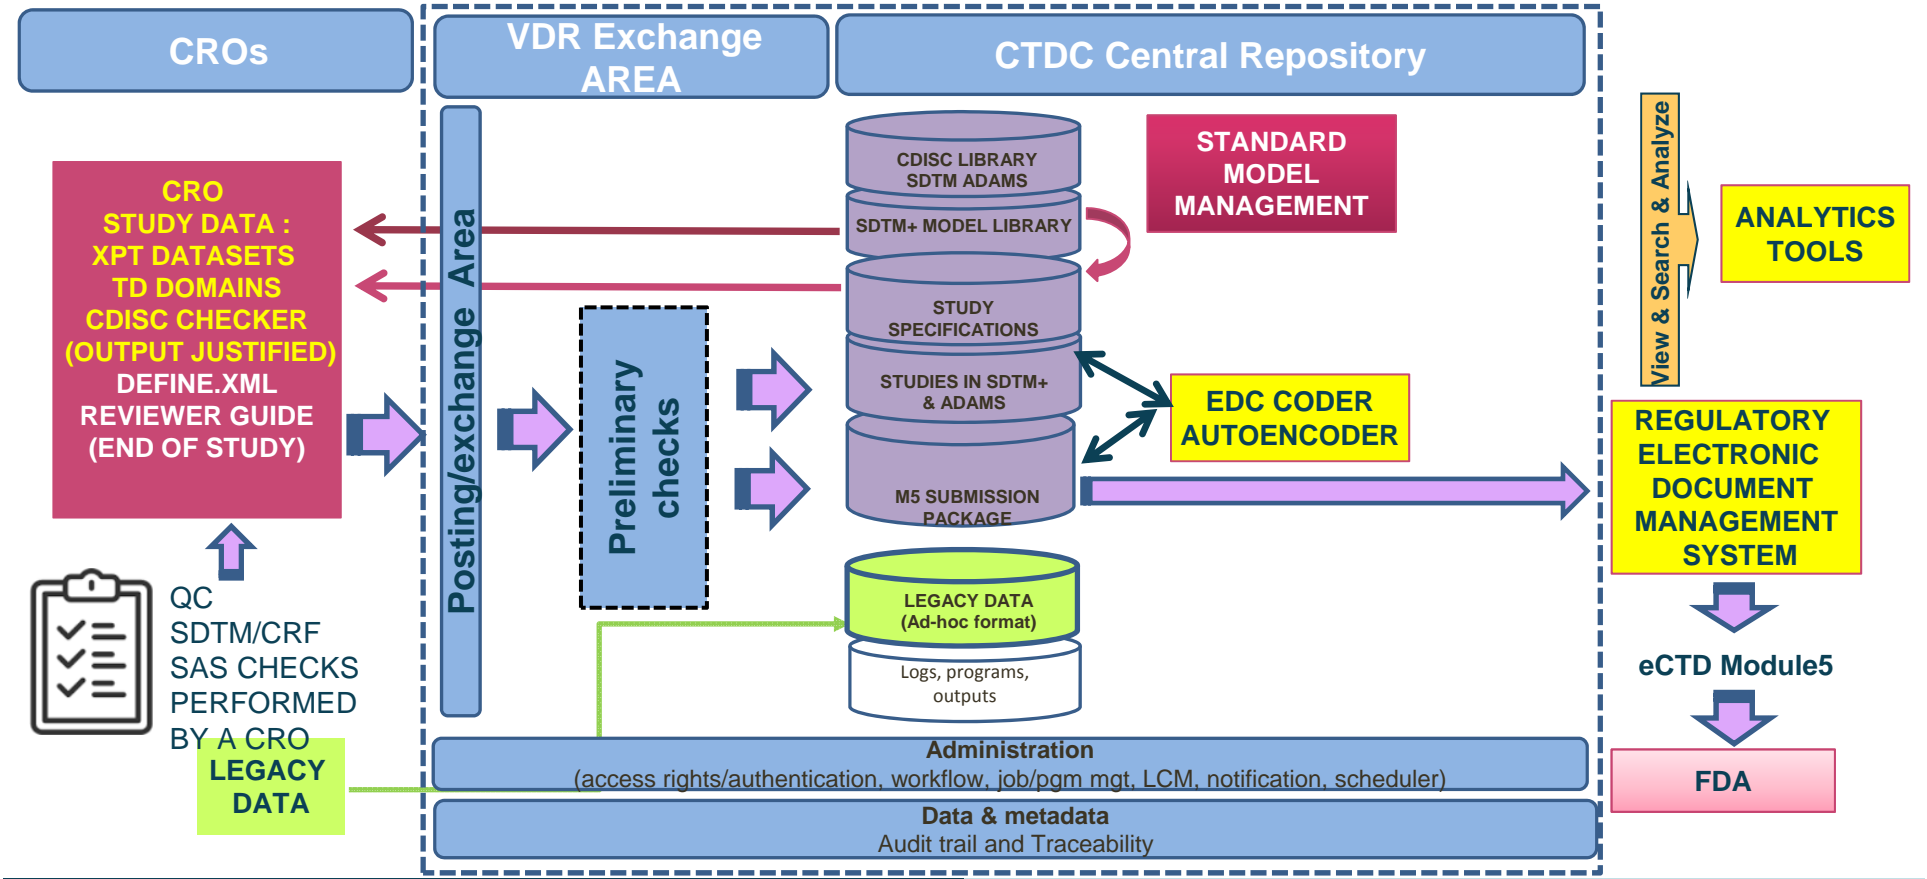 CROs
VDR Exchange
AREA
CTDC Central Repository
CRO
STUDY DATA :
XPT DATASETS
TD DOMAINS
CDISC CHECKER
(OUTPUT JUSTIFIED)
DEFINE.XML
REVIEWER GUIDE
(END OF STUDY)
QC
SDTM/CRF
SAS CHECKS
PERFORMED
BY A CRO
LEGACY
DATA
Posting/exchange Area
Preliminary
checks
CDISC LIBRARY
SDTM ADAMS
SDTM+ MODEL LIBRARY
STUDY
SPECIFICATIONS
STUDIES IN SDTM+
& ADAMS
M5 SUBMISSION
PACKAGE
LEGACY DATA
(Ad-hoc format)
Logs, programs,
outputs
STANDARD
MODEL
MANAGEMENT
EDC CODER
AUTOENCODER
View & Search & Analyze
ANALYTICS
TOOLS
REGULATORY
ELECTRONIC
DOCUMENT
MANAGEMENT
SYSTEM
eCTD Module5
FDA
Administration
(access rights/authentication, workflow, job/pgm mgt, LCM, notification, scheduler)
Data & metadata
Audit trail and Traceability